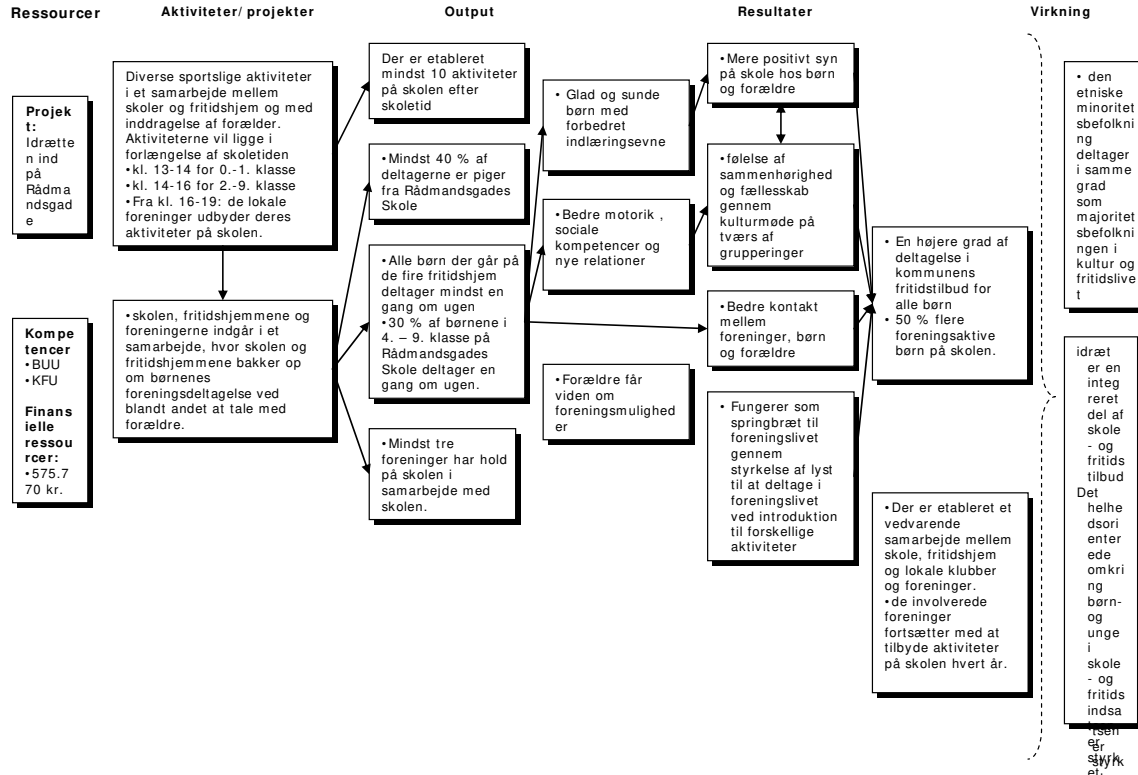 Ressourcer
Aktiviteter/ projekter
Output
Resultater
Virkning
Projek
t:
Idrætte
n ind
på
Rådma
ndsgad
e
Kompe
tencer
•BUU
•KFU
Finans
ielle
ressou
rcer:
•575.7
70 kr.
Diverse sportslige aktiviteter
i et samarbejde mellem
skoler og fritidshjem og med
inddragelse af forælder.
Aktiviteterne vil ligge i
forlængelse af skoletiden
•kl. 13-14 for 0.-1. klasse
•kl. 14-16 for 2.-9. klasse
•Fra kl. 16-19: de lokale
foreninger udbyder deres
aktiviteter på skolen.
•skolen, fritidshjemmene og
foreningerne indgår i et
samarbejde, hvor skolen og
fritidshjemmene bakker op
om børnenes
foreningsdeltagelse ved
blandt andet at tale med
forældre.
Der er etableret
mindst 10 aktiviteter
på skolen efter
skoletid
•Mindst 40 % af
deltagerne er piger
fra Rådmandsgades
Skole
•Alle børn der går på
de fire fritidshjem
deltager mindst en
gang om ugen
•30 % af børnene i
4. – 9. klasse på
Rådmandsgades
Skole deltager en
gang om ugen.
•Mindst tre
foreninger har hold
på skolen i
samarbejde med
skolen.
• Glad og sunde
børn med
forbedret
indlæringsevne
•Bedre motorik ,
sociale
kompetencer og
nye relationer
•Forældre får
viden om
foreningsmulighed
er
•Mere positivt syn
på skole hos børn
og forældre
•følelse af
sammenhørighed
og fællesskab
gennem
kulturmøde på
tværs af
grupperinger
•Bedre kontakt
mellem
foreninger, børn
og forældre
• Fungerer som
springbræt til
foreningslivet
gennem
styrkelse af lyst
til at deltage i
foreningslivet
ved introduktion
til forskellige
aktiviteter
• En højere grad af
deltagelse i
kommunens
fritidstilbud for
alle børn
• 50 % flere
foreningsaktive
børn på skolen.
•Der er etableret et
vedvarende
samarbejde mellem
skole, fritidshjem
og lokale klubber
og foreninger.
•de involverede
foreninger
fortsætter med at
tilbyde aktiviteter
på skolen hvert år.
• den
etniske
minoritet
sbefolkni
ng
deltager
i samme
grad
som
majoritet
sbefolkni
ngen i
kultur og
fritidslive
t
idræt
er en
integ
reret
del af
skole
- og
fritids
tilbud
Det
helhe
dsori
enter
ede
omkri
ng
børn-
og
unge
i
skole
- og
fritids
indsa